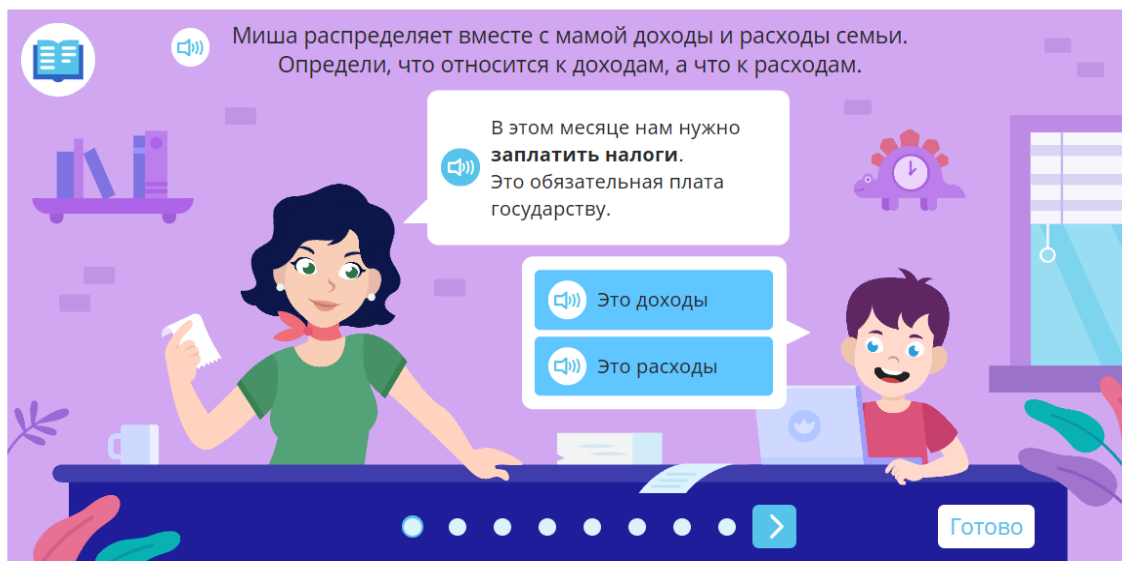 Миша распределяет вместе с мамой доходы и расходы семьи.
Определи, что относится к доходам, а что к расходам.
В этом месяце нам нужно
заплатить налоги.
Это обязательная плата
государству.
Это доходы
Это расходы
Готово